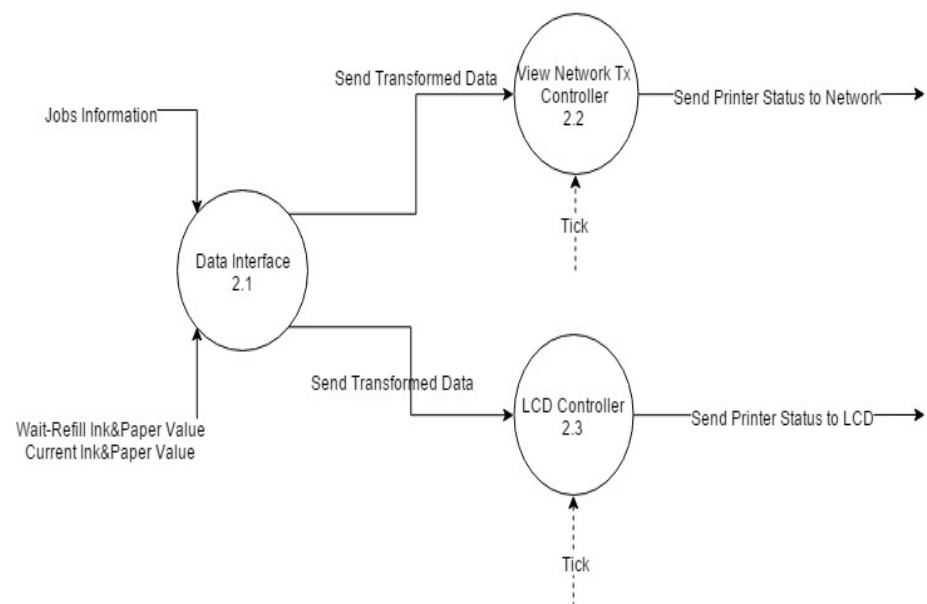 View Network Tx
Controller
2.2
Send Transformed Data
Send Printer Status to Network
Jobs Information
Tick
Data Interface
2.1
Send Transformed Data
LCD Controller
2.3
Send Printer Status to LCD
Wait-Refill Ink&Paper Value
Current Ink&Paper Value
Tick